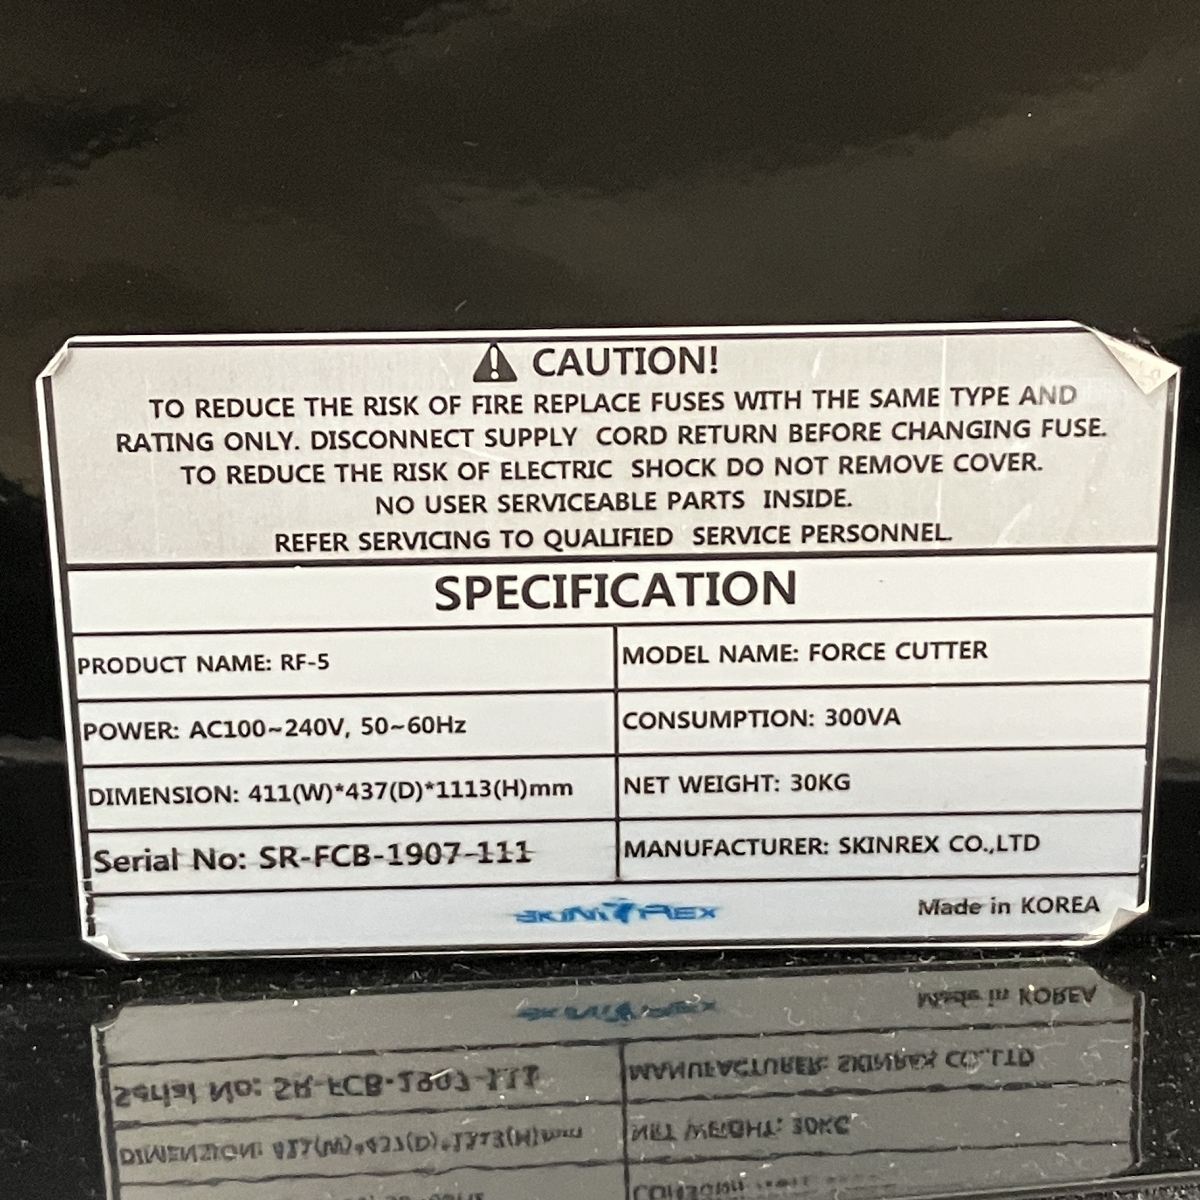 ⚠ CAUTION!
TO REDUCE THE RISK OF FIRE REPLACE FUSES WITH THE SAME TYPE AND
RATING ONLY. DISCONNECT SUPPLY CORD RETURN BEFORE CHANGING FUSE.
TO REDUCE THE RISK OF ELECTRIC SHOCK DO NOT REMOVE COVER.
NO USER SERVICEABLE PARTS INSIDE.
REFER SERVICING TO QUALIFIED SERVICE PERSONNEL.
SPECIFICATION
PRODUCT NAME: RF-5
MODEL NAME: FORCE CUTTER
POWER: AC100~240V, 50~60Hz
CONSUMPTION: 300VA
DIMENSION: 411(W)*437(D)*1113(H)mm
NET WEIGHT: 30KG
Serial No: SR-FCB-1907-111
MANUFACTURER: SKINREX CO.,LTD
SKINREX
Made in KOREA